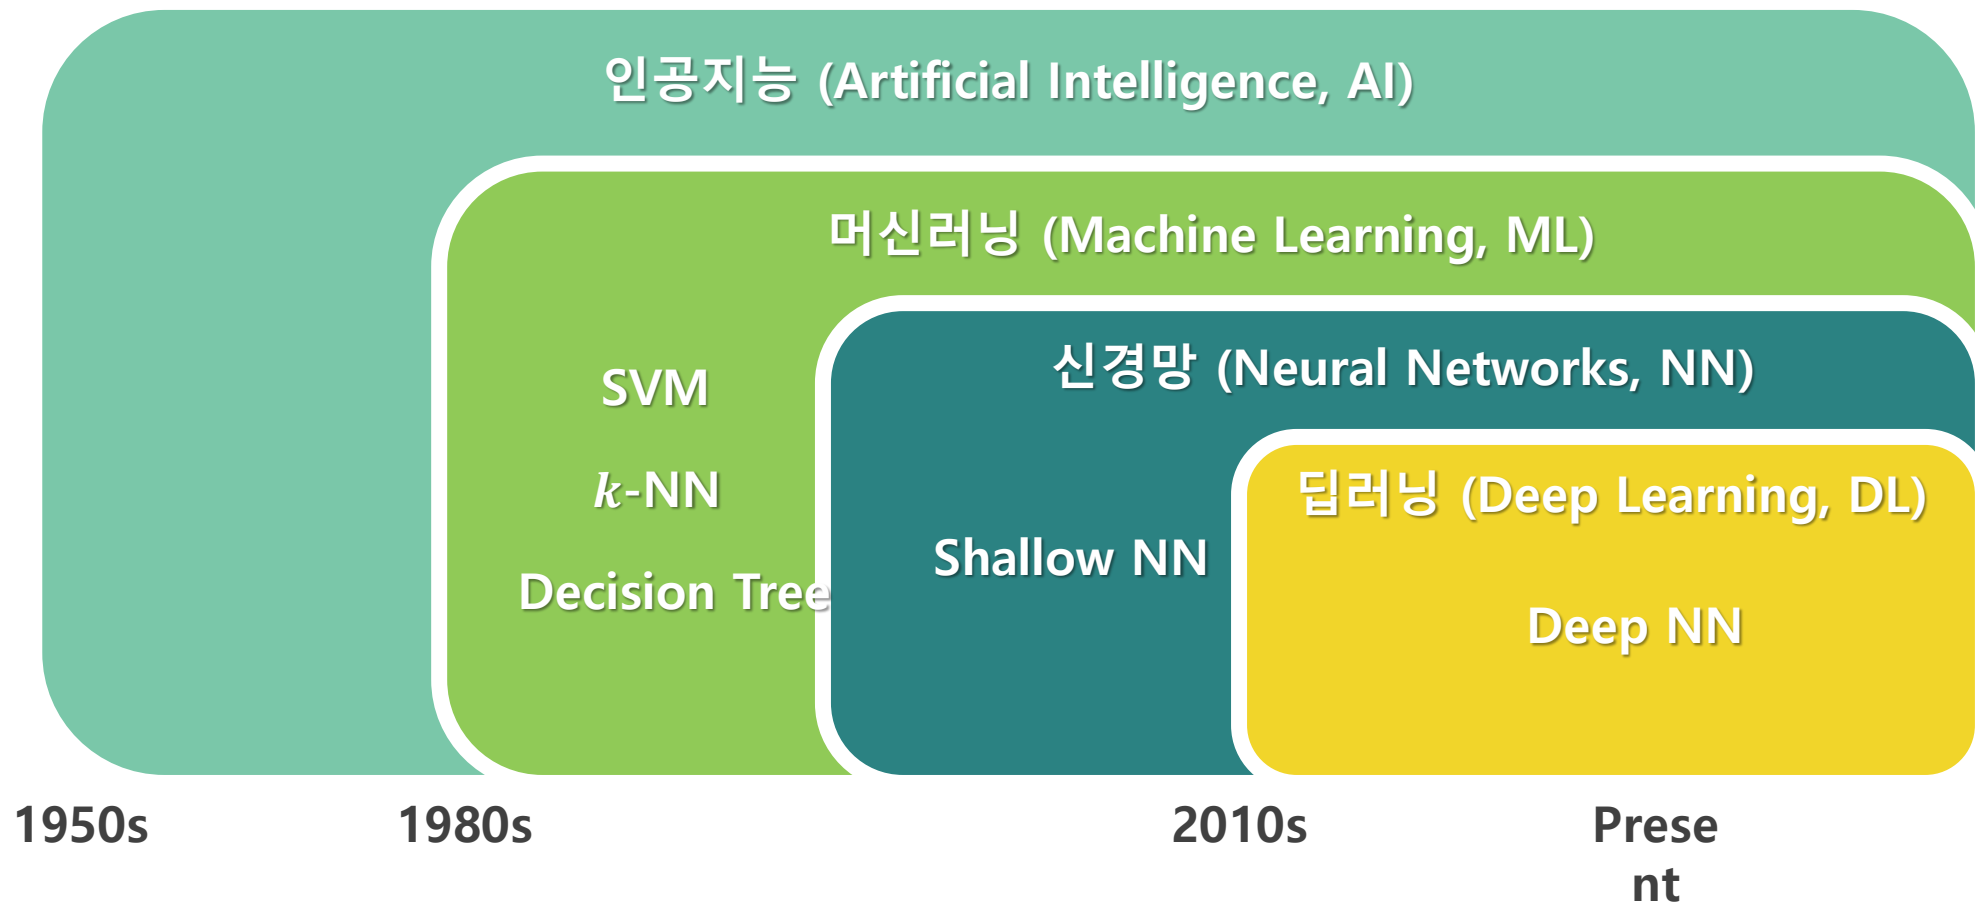 인공지능 (Artificial Intelligence, AI)
머신러닝 (Machine Learning, ML)
신경망 (Neural Networks, NN)
SVM
딥러닝 (Deep Learning, DL)
k-NN
Shallow NN
Decision Tree
Deep NN
1950s
1980s
2010s
Prese
nt